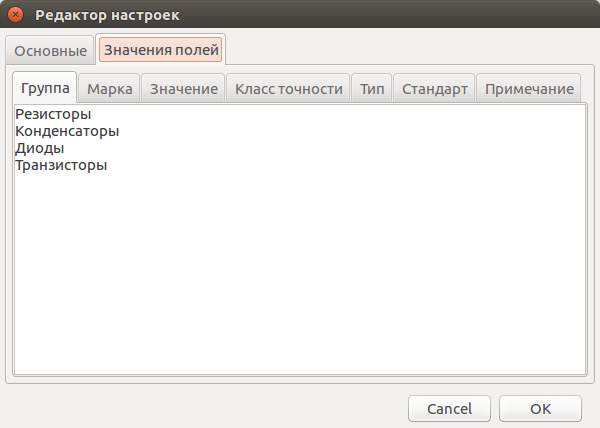 Редактор настроек
Основные Значения полей
Группа Марка Значение Класс точности Тип Стандарт Примечание
Резисторы
Конденсаторы
Диоды
Транзисторы
Cancel OK